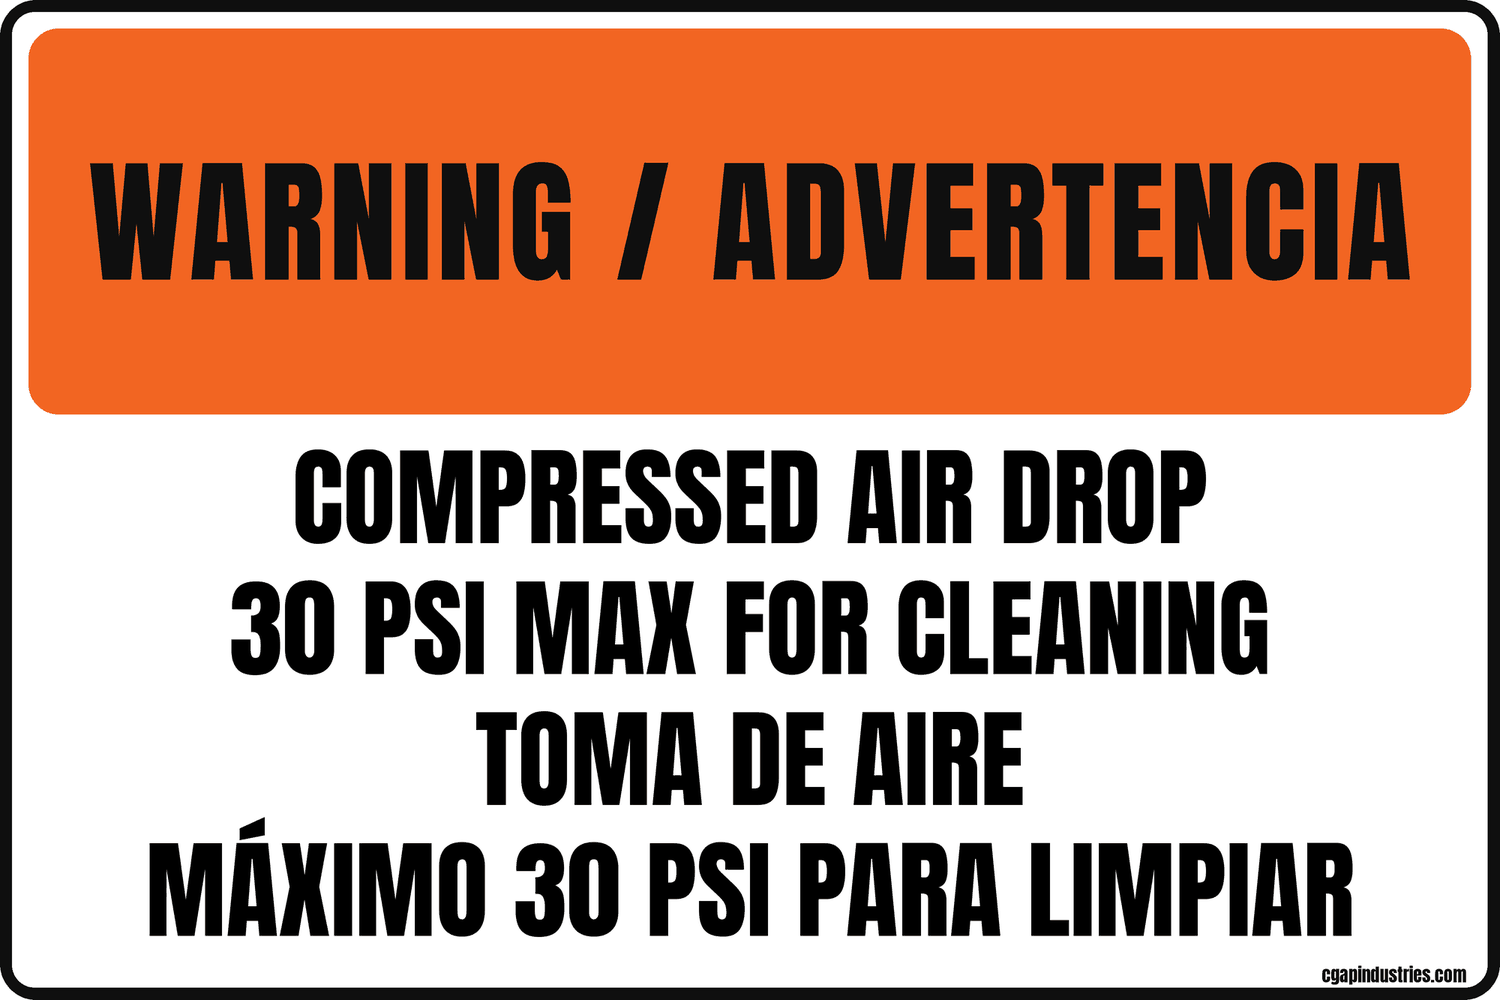 WARNING / ADVERTENCIA
COMPRESSED AIR DROP
30 PSI MAX FOR CLEANING
TOMA DE AIRE
MÁXIMO 30 PSI PARA LIMPIAR
cgapindustries.com